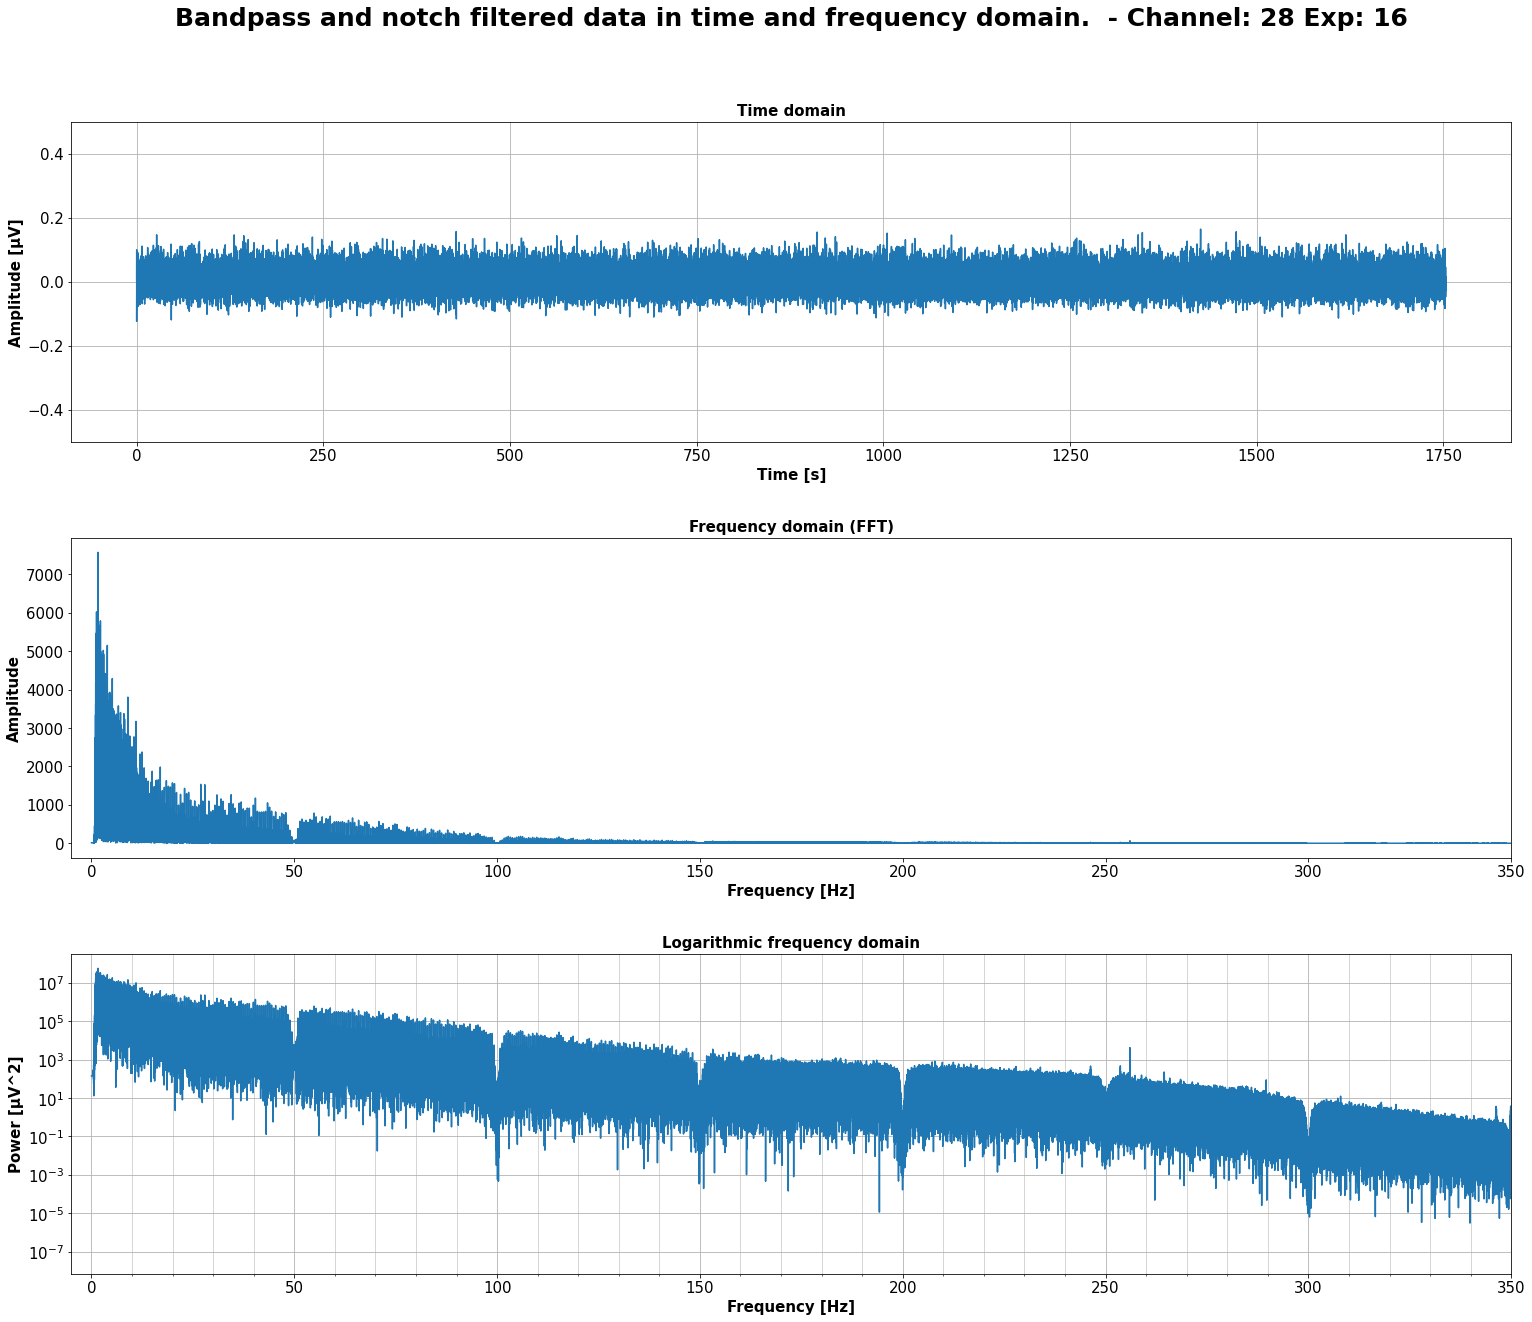 Bandpass and notch filtered data in time and frequency domain.  - Channel: 28 Exp: 16
Time domain
Amplitude [µV]
0.4
0.2
0.0
−0.2
−0.4
0 250 500 750 1000 1250 1500 1750
Time [s]
Frequency domain (FFT)
Amplitude
7000
6000
5000
4000
3000
2000
1000
0
0 50 100 150 200 250 300 350
Frequency [Hz]
Logarithmic frequency domain
Power [µV^2]
10^7
10^5
10^3
10^1
10^−1
10^−3
10^−5
10^−7
0 50 100 150 200 250 300 350
Frequency [Hz]